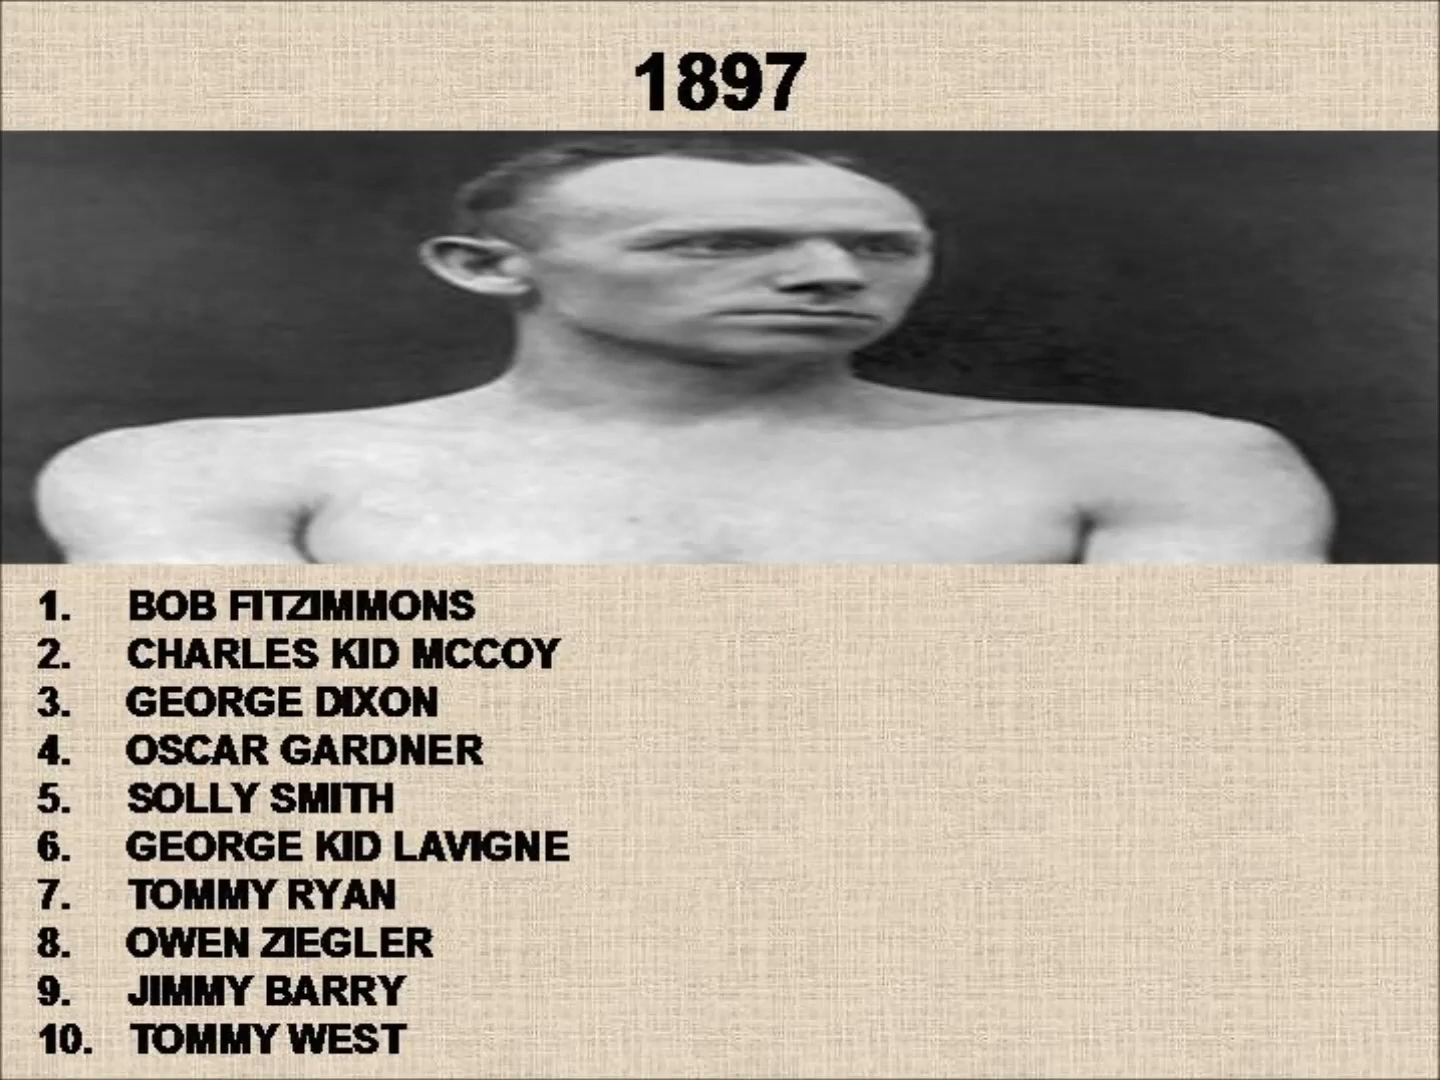 1897
1. BOB FITZIMMONS
2. CHARLES KID MCCOY
3. GEORGE DIXON
4. OSCAR GARDNER
5. SOLLY SMITH
6. GEORGE KID LAVIGNE
7. TOMMY RYAN
8. OWEN ZIEGLER
9. JIMMY BARRY
10. TOMMY WEST